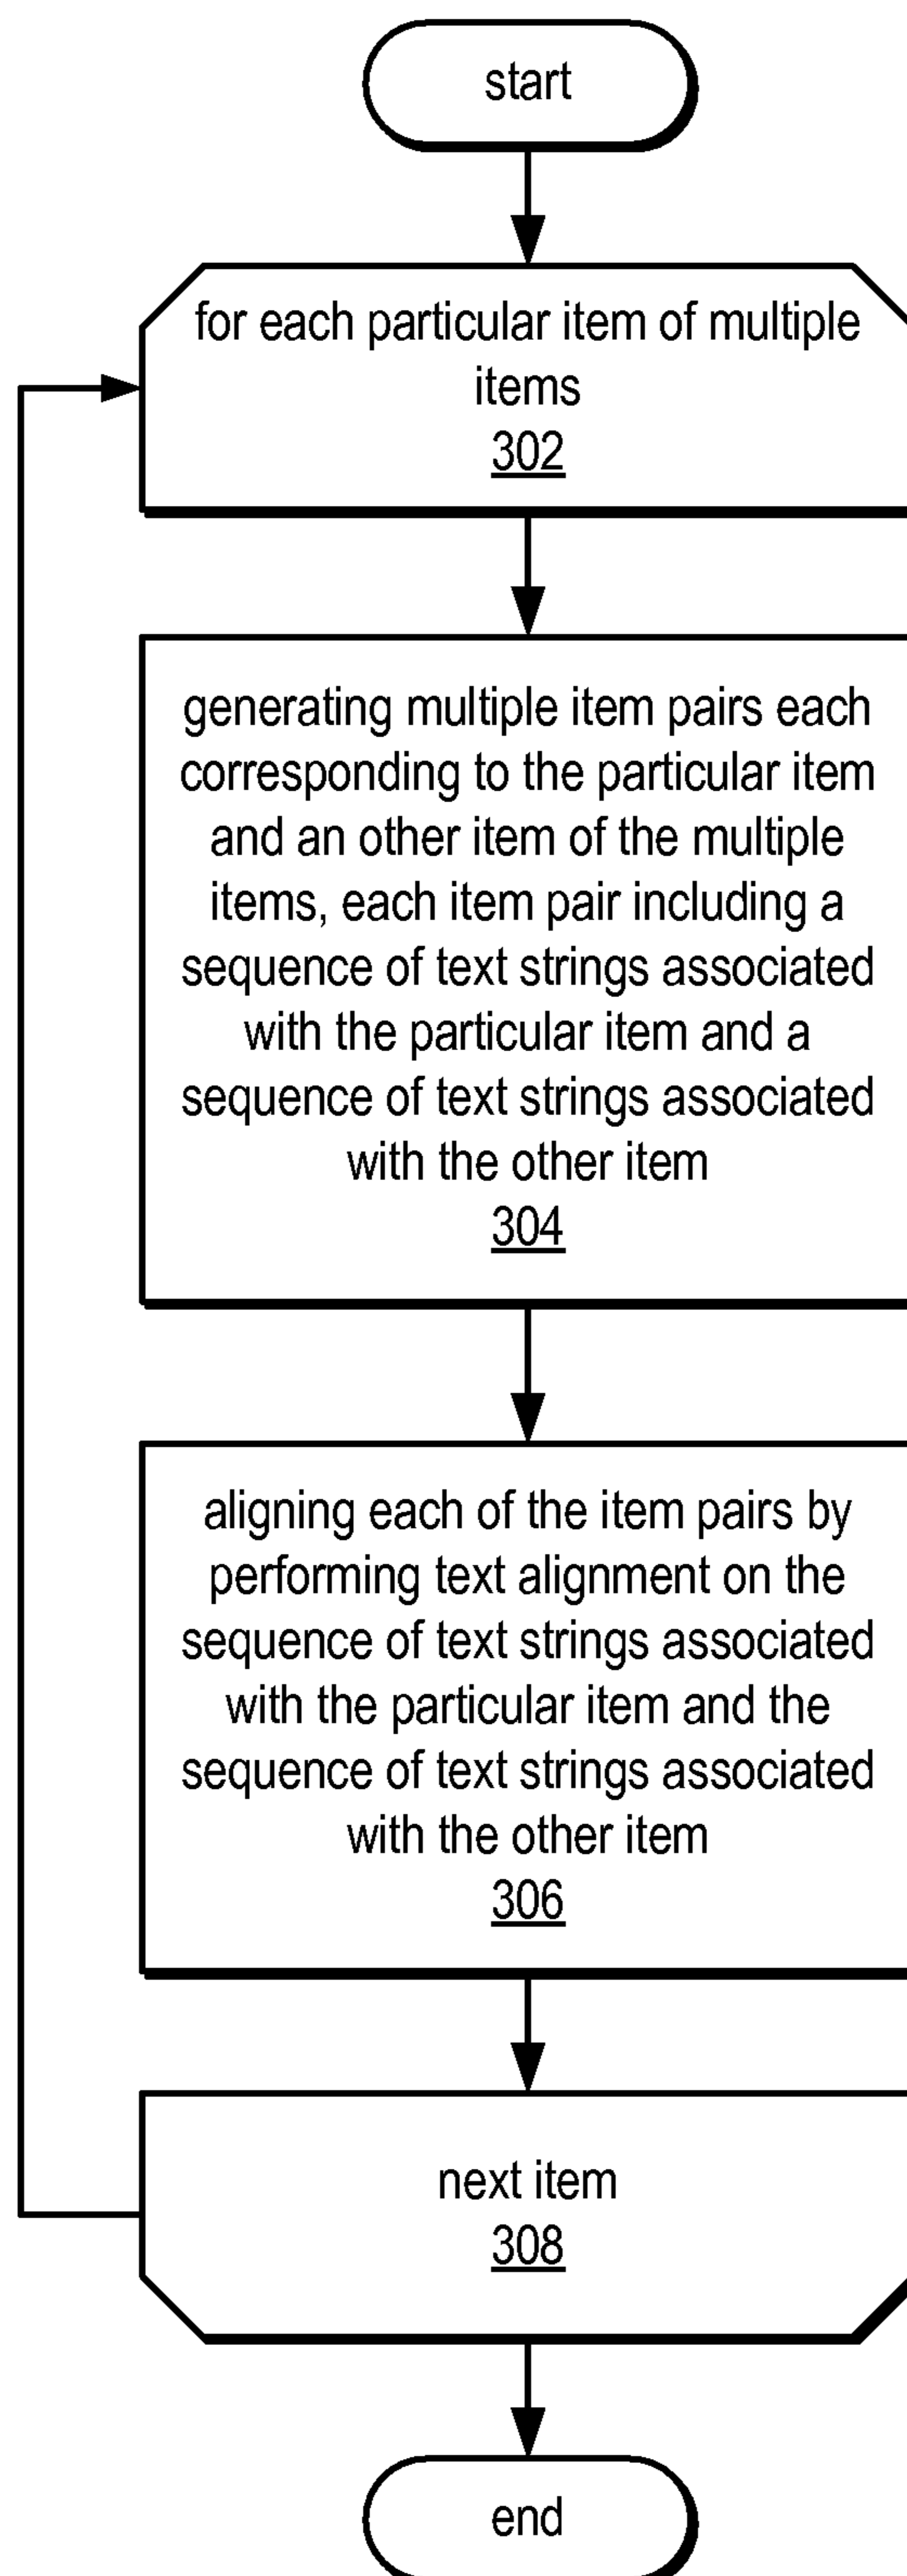 start
for each particular item of multiple
items
302
generating multiple item pairs each
corresponding to the particular item
and an other item of the multiple
items, each item pair including a
sequence of text strings associated
with the particular item and a
sequence of text strings associated
with the other item
304
aligning each of the item pairs by
performing text alignment on the
sequence of text strings associated
with the particular item and the
sequence of text strings associated
with the other item
306
next item
308
end